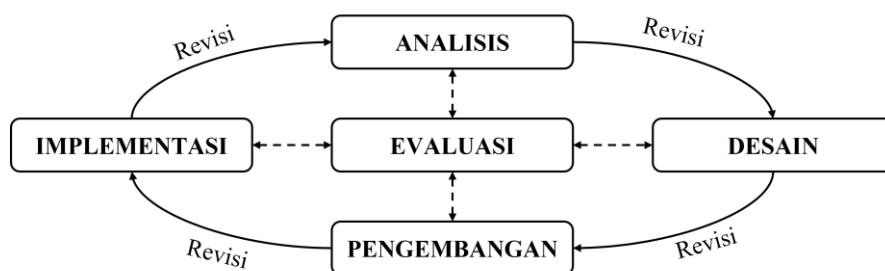 Revisi
ANALISIS
Revisi
IMPLEMENTASI
EVALUASI
DESAIN
Revisi
PENGEMBANGAN
Revisi